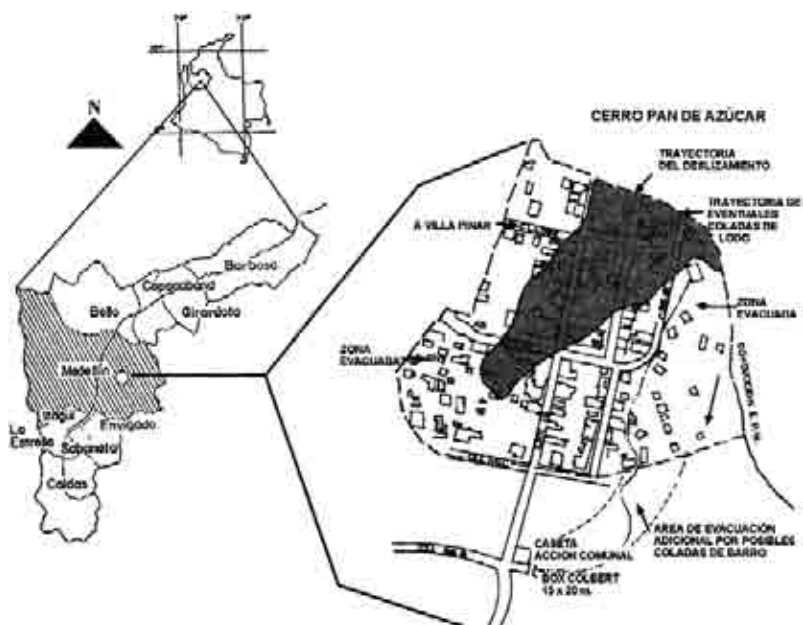 N
CERRO PAN DE AZÚCAR
TRAYECTORIA
DEL DESLIZAMIENTO
TRAYECTORIA DE
EVENTUALES
COLADAS DE
LODO
A VILLA PINAR
ZONA
EVACUADA
Barbosa
Copacabana
Girardota
Bello
Medellín
Itagüí
Envigado
La
Estrella
Sabaneta
Caldas
ZONA
EVACUADA
CASETA
ACCION COMUNAL
BOX COLBERT
15 x 20 m.
AREA DE EVACUACIÓN
ADICIONAL POR POSIBLES
COLADAS DE BARRO